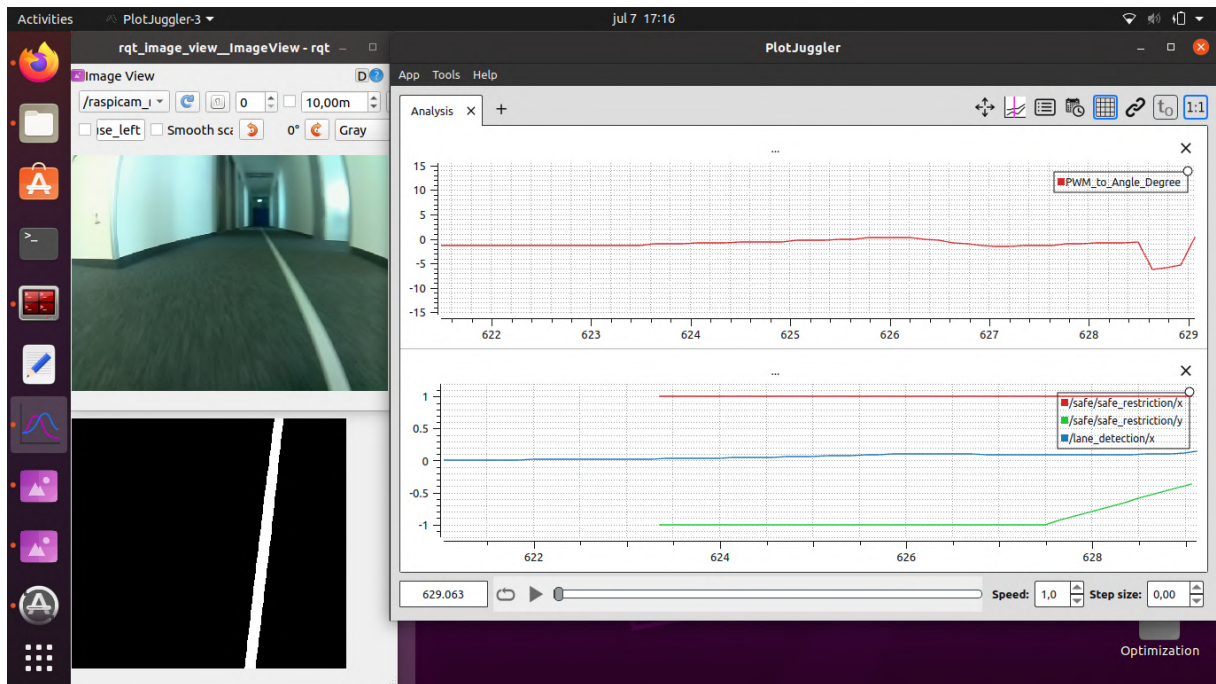 Activities PlotJuggler-3 jul 7 17:16
rqt_image_view__ImageView - rqt
Image View D ?
/raspicam_ 0 10,00m
ise_left Smooth sca 0° Gray
PlotJuggler
App Tools Help
Analysis + t0 1:1
...
PWM_to_Angle_Degree
15
10
5
0
-5
-10
-15
622 623 624 625 626 627 628 629
...
/safe/safe_restriction/x
/safe/safe_restriction/y
/lane_detection/x
1
0.5
0
-0.5
-1
622 624 626 628
629.063 Speed: 1,0 Step size: 0,00
Optimization